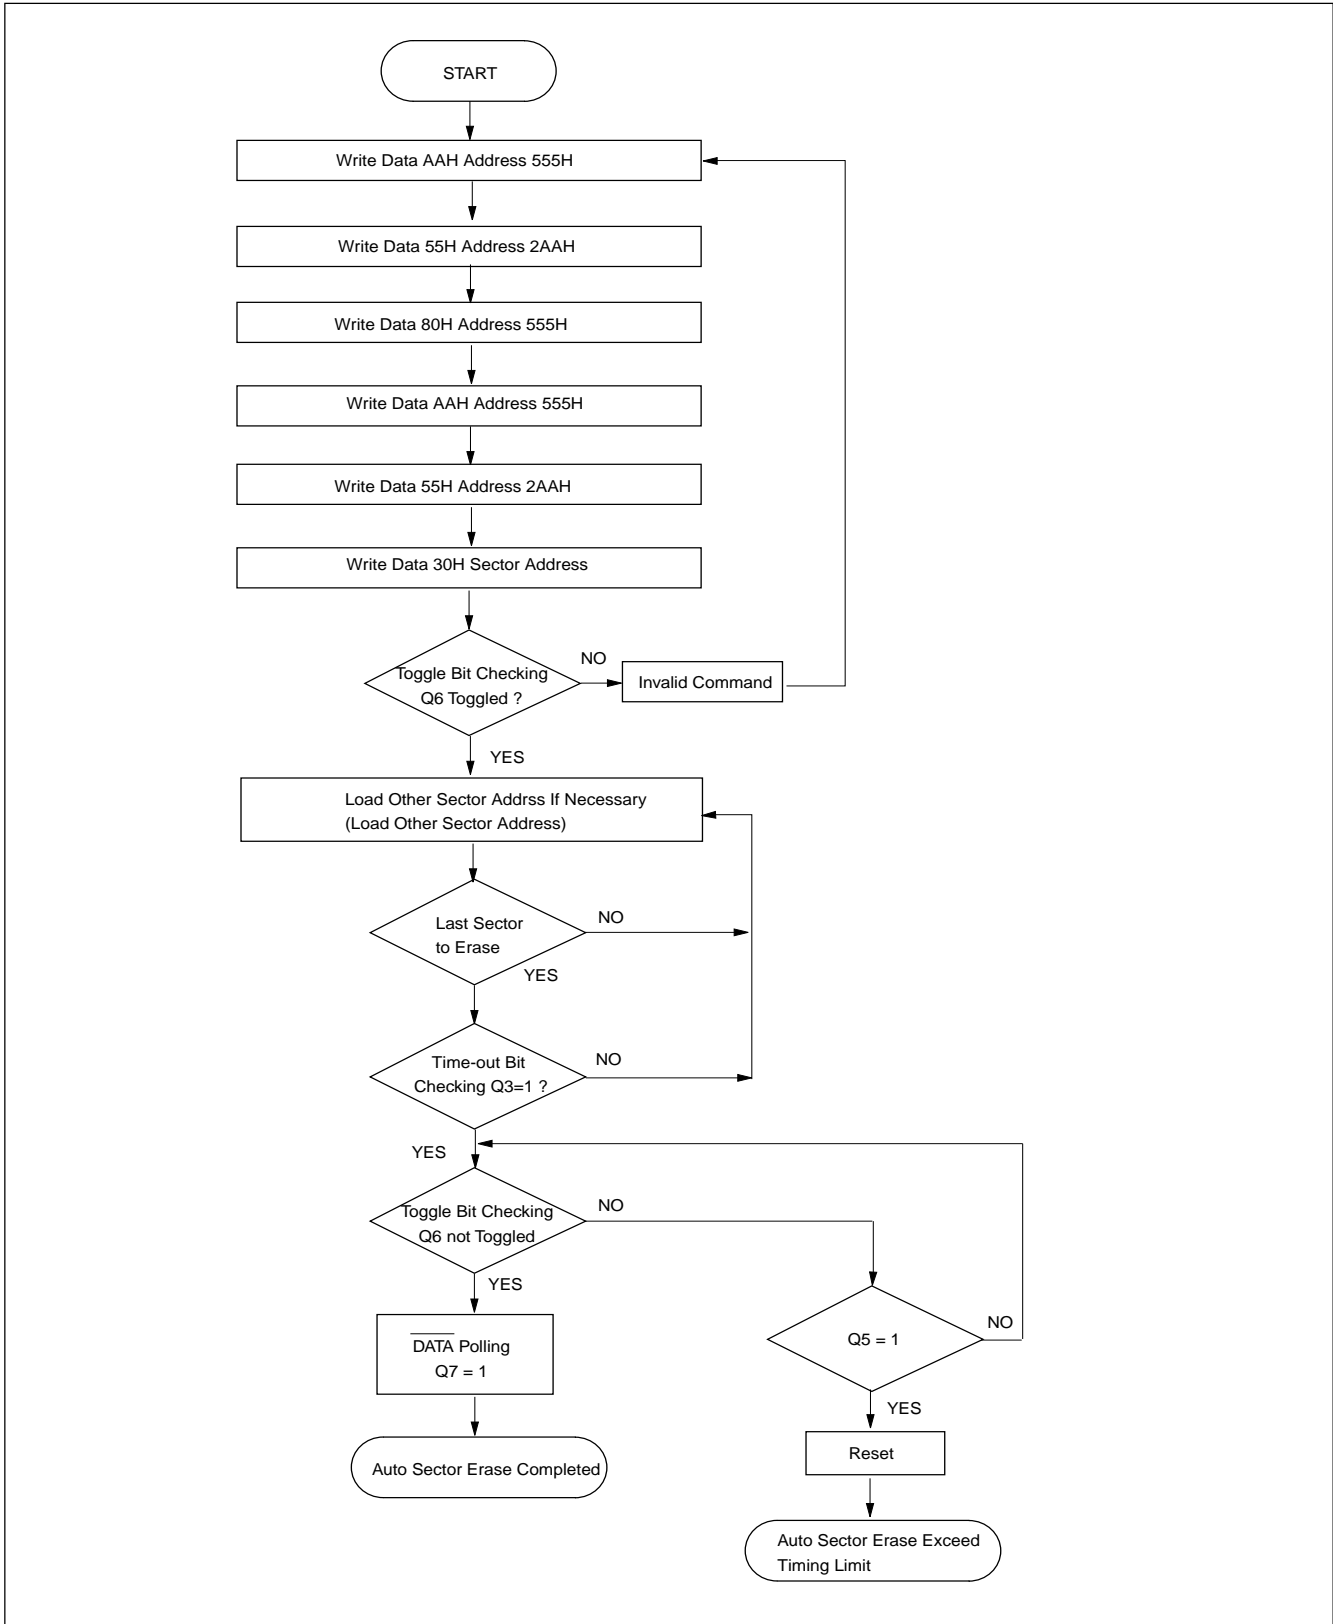 START
Write Data AAH Address 555H
Write Data 55H Address 2AAH
Write Data 80H Address 555H
Write Data AAH Address 555H
Write Data 55H Address 2AAH
Write Data 30H Sector Address
Toggle Bit Checking
Q6 Toggled ?
NO
Invalid Command
YES
Load Other Sector Addrss If Necessary
(Load Other Sector Address)
Last Sector
to Erase
NO
YES
Time-out Bit
Checking Q3=1 ?
NO
YES
Toggle Bit Checking
Q6 not Toggled
NO
YES
Q5 = 1
NO
DATA Polling
Q7 = 1
YES
Reset
Auto Sector Erase Completed
Auto Sector Erase Exceed
Timing Limit